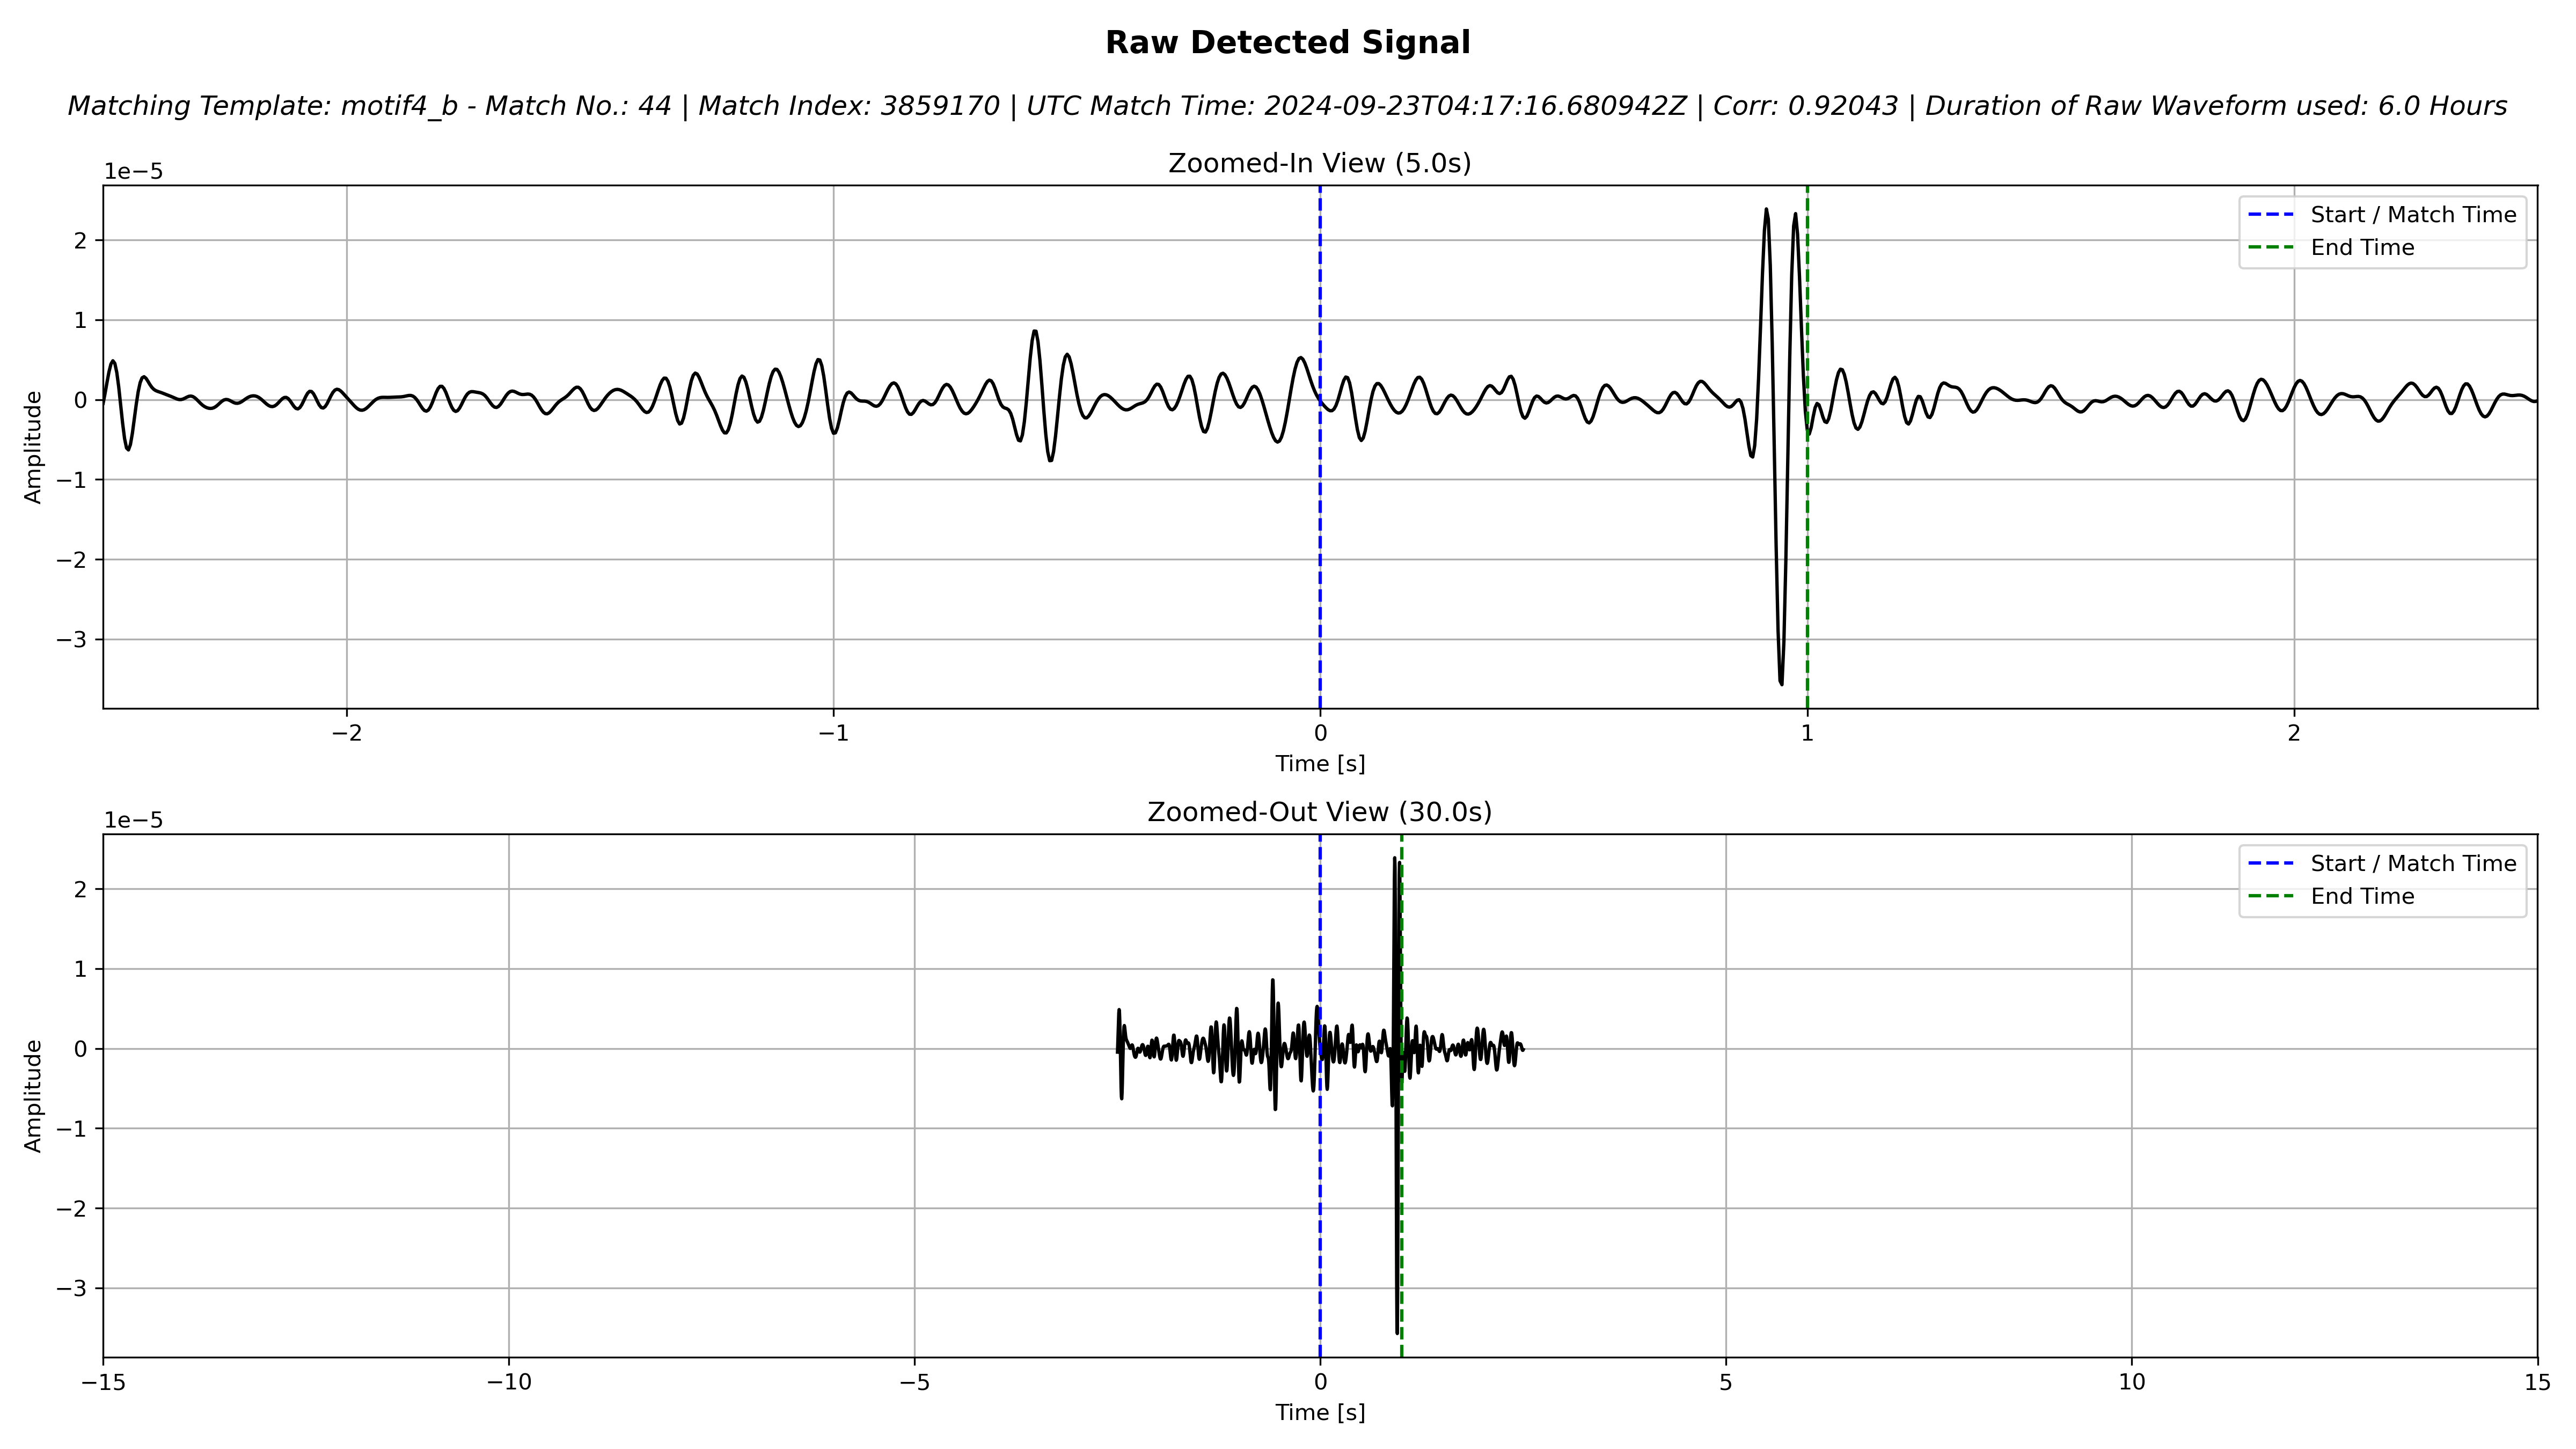 Raw Detected Signal
Matching Template: motif4_b - Match No.: 44 | Match Index: 3859170 | UTC Match Time: 2024-09-23T04:17:16.680942Z | Corr: 0.92043 | Duration of Raw Waveform used: 6.0 Hours
Zoomed-In View (5.0s)
1e−5
Start / Match Time
End Time
2
1
0
−1
−2
−3
Amplitude
−2 −1 0 1 2
Time [s]
Zoomed-Out View (30.0s)
1e−5
Start / Match Time
End Time
2
1
0
−1
−2
−3
Amplitude
−15 −10 −5 0 5 10 15
Time [s]